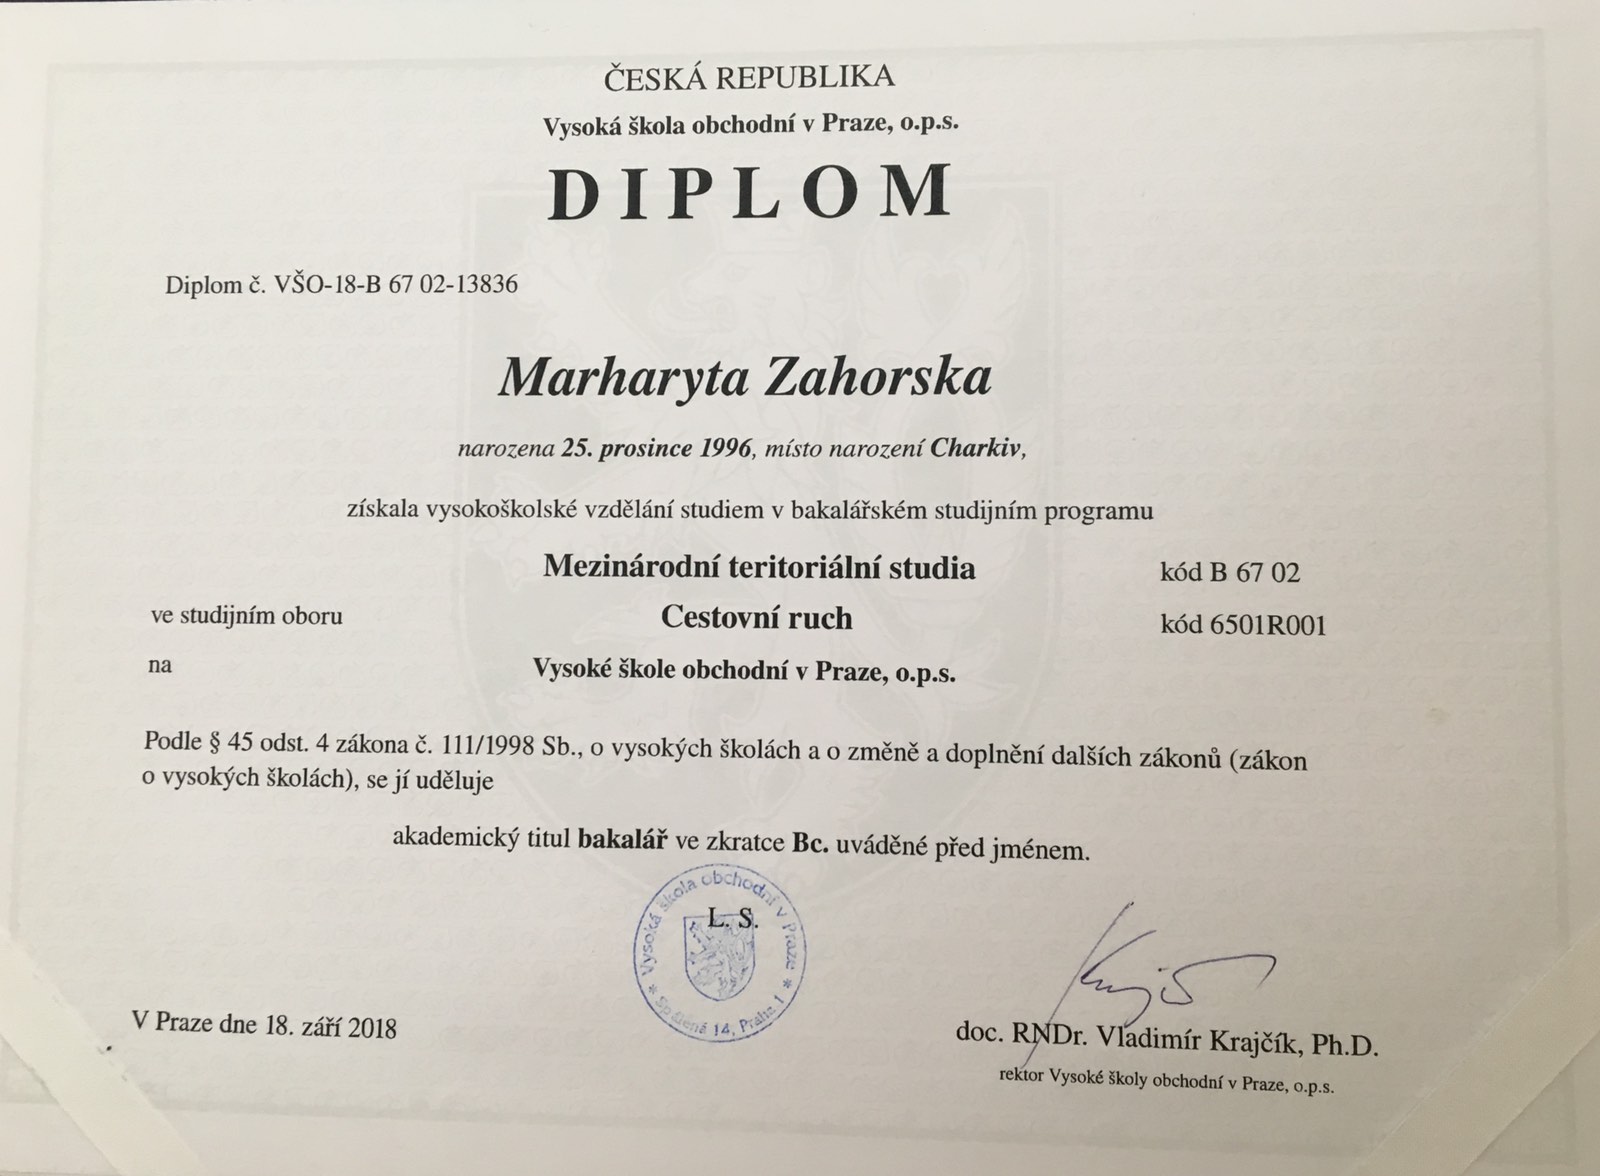 ČESKÁ REPUBLIKA
Vysoká škola obchodní v Praze, o.p.s.
DIPLOM
Diplom č. VŠO-18-B 67 02-13836
Marharyta Zahorska
narozena 25. prosince 1996, místo narození Charkiv,
získala vysokoškolské vzdělání studiem v bakalářském studijním programu
Mezinárodní teritoriální studia kód B 67 02
ve studijním oboru Cestovní ruch kód 6501R001
na Vysoké škole obchodní v Praze, o.p.s.
Podle § 45 odst. 4 zákona č. 111/1998 Sb., o vysokých školách a o změně a doplnění dalších zákonů (zákon
o vysokých školách), se jí uděluje
akademický titul bakalář ve zkratce Bc. uváděné před jménem.
L. S.
Vysoká škola obchodní v Praze
* Spálená 14, Praha 1 *
V Praze dne 18. září 2018
doc. RNDr. Vladimír Krajčík, Ph.D.
rektor Vysoké školy obchodní v Praze, o.p.s.